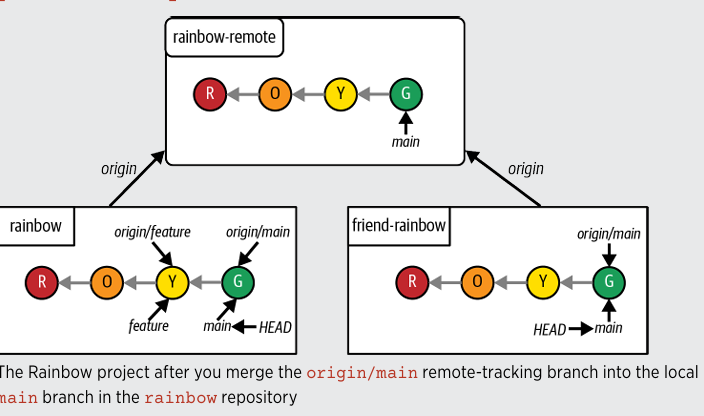 rainbow-remote
R O Y G
main
origin
origin
rainbow
origin/feature
origin/main
R O Y G
feature
main
HEAD
friend-rainbow
origin/main
R O Y G
HEAD
main
The Rainbow project after you merge the origin/main remote-tracking branch into the local
main branch in the rainbow repository